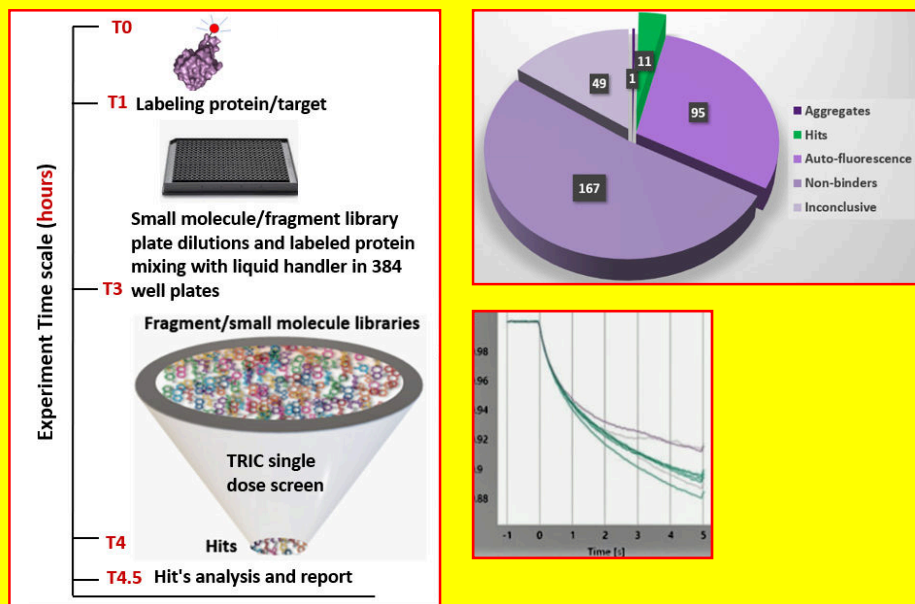 Experiment Time scale (hours)
T0
T1
Labeling protein/target
Small molecule/fragment library
plate dilutions and labeled protein
mixing with liquid handler in 384
well plates
T3
Fragment/small molecule libraries
TRIC single
dose screen
Hits
T4
T4.5
Hit's analysis and report
11
1
49
95
167
Aggregates
Hits
Auto-fluorescence
Non-binders
Inconclusive
.98
.96
.94
.92
0.9
.88
-1 0 1 2 3 4 5
Time [s]